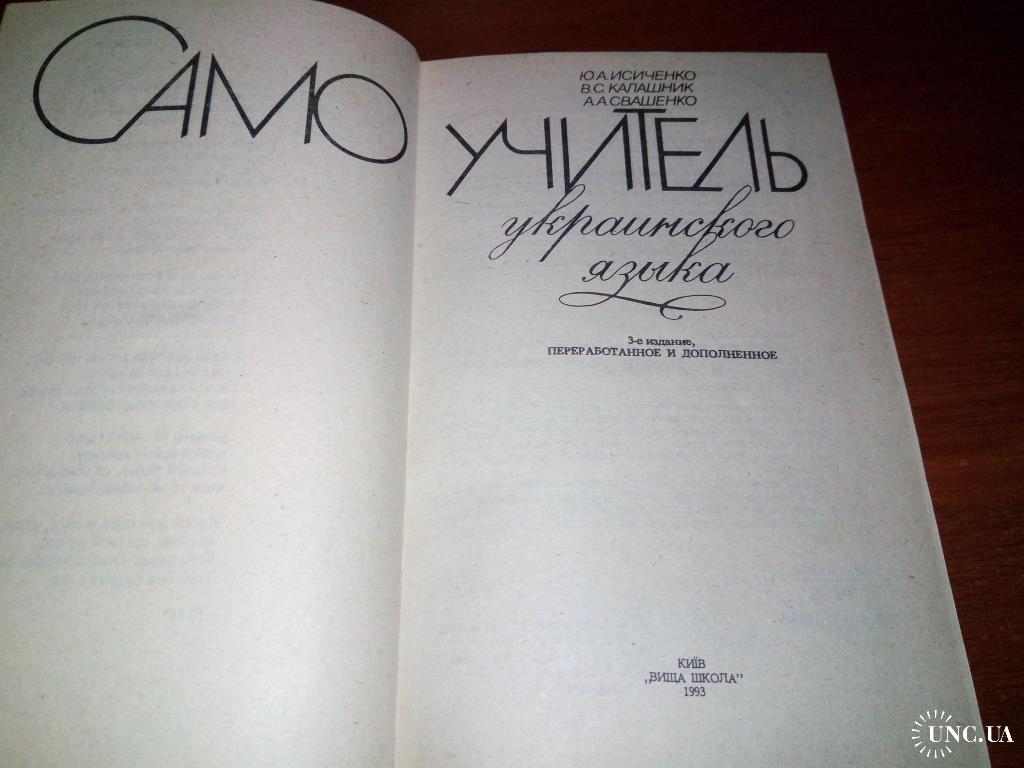 САМО
Ю.А.ИСИЧЕНКО
В.С.КАЛАШНИК
А.А.СВАШЕНКО
УЧИТЕЛЬ
украинского
языка
3-е издание,
ПЕРЕРАБОТАННОЕ И ДОПОЛНЕННОЕ
КИЇВ
„ВИЩА ШКОЛА”
1993
UNC.UA